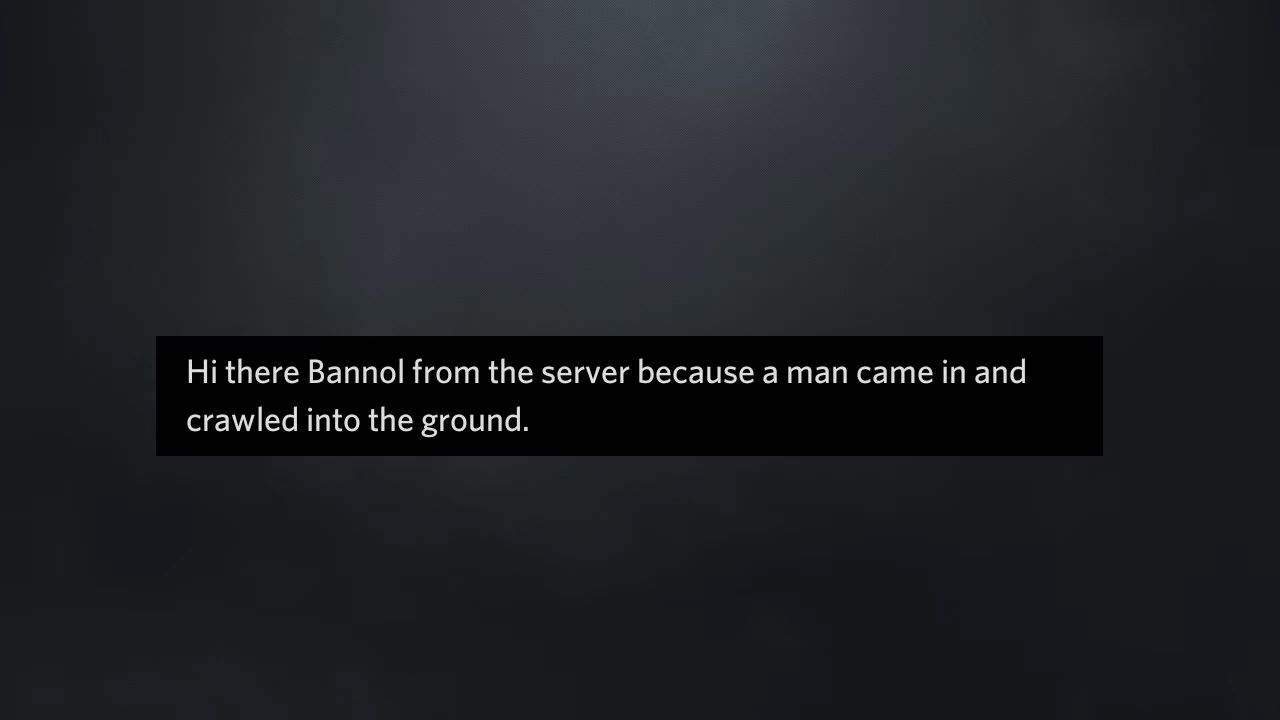 Hi there Bannol from the server because a man came in and
crawled into the ground.